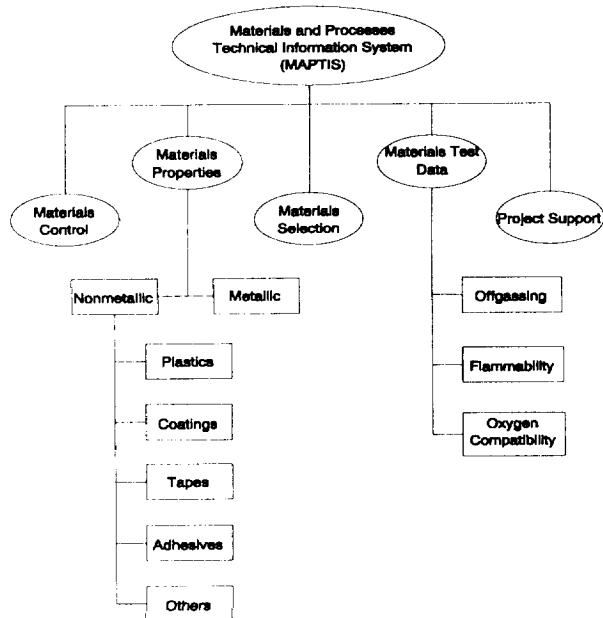 Materials and Processes
Technical Information System
(MAPTIS)
Materials
Properties
Materials Test
Data
Materials
Control
Materials
Selection
Project Support
Nonmetallic
Metallic
Offgassing
Plastics
Flammability
Coatings
Oxygen
Compatibility
Tapes
Adhesives
Others